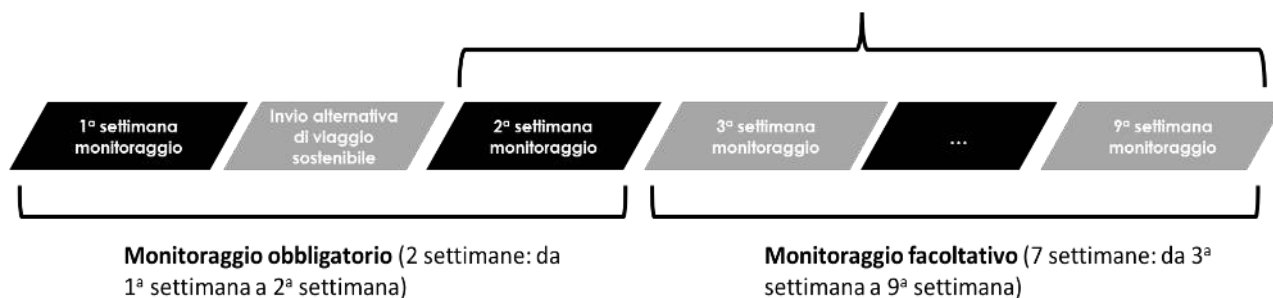 1ª settimana
monitoraggio
Invio alternativa
di viaggio
sostenibile
2ª settimana
monitoraggio
3ª settimana
monitoraggio
...
9ª settimana
monitoraggio
Monitoraggio obbligatorio (2 settimane: da
1ª settimana a 2ª settimana)
Monitoraggio facoltativo (7 settimane: da 3ª
settimana a 9ª settimana)